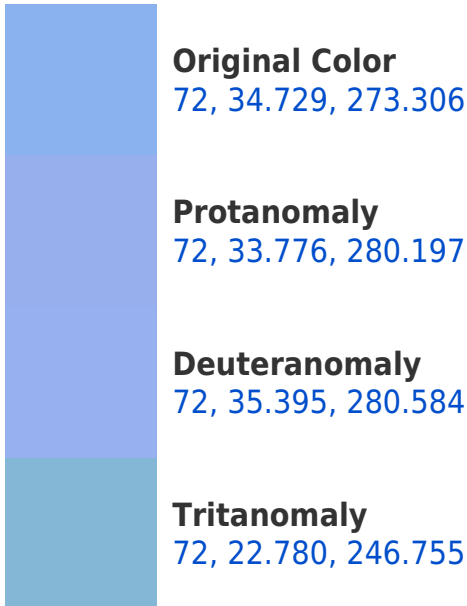 Original Color
72, 34.729, 273.306
Protanomaly
72, 33.776, 280.197
Deuteranomaly
72, 35.395, 280.584
Tritanomaly
72, 22.780, 246.755